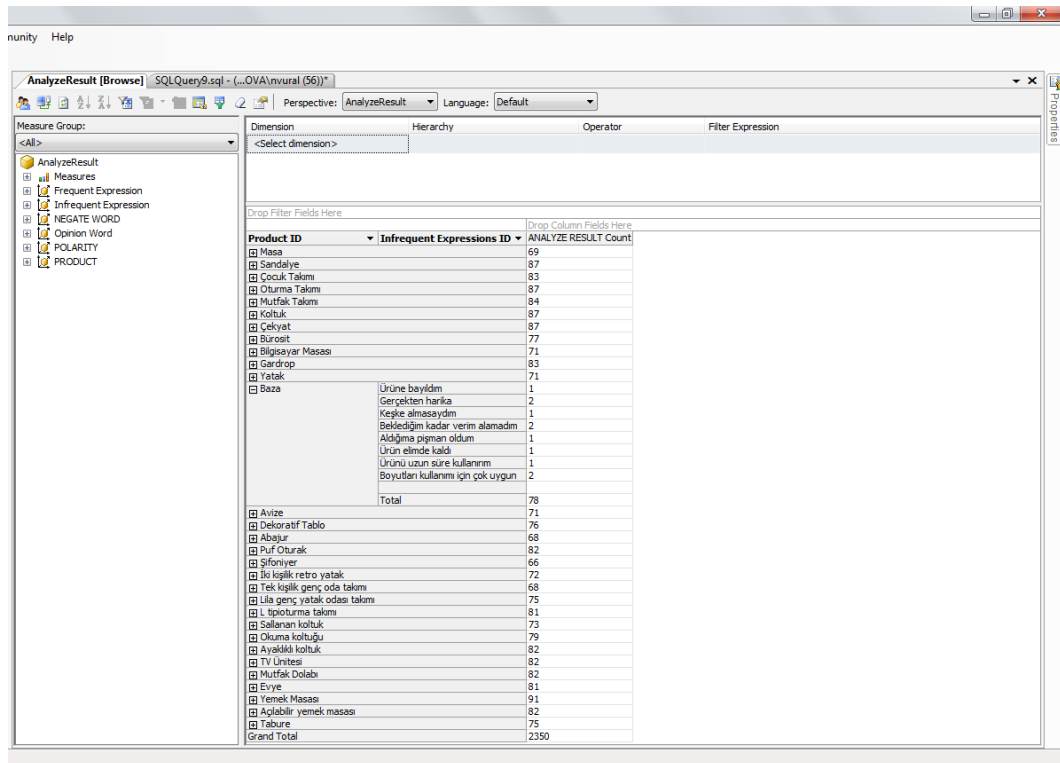 nunity Help
AnalyzeResult [Browse] SQLQuery9.sql - (...OVA\nvural (56))*
Perspective: AnalyzeResult Language: Default
Properties
Measure Group:
<All>
AnalyzeResult
Measures
Frequent Expression
Infrequent Expression
NEGATE WORD
Opinion Word
POLARITY
PRODUCT
Dimension Hierarchy Operator Filter Expression
<Select dimension>
Drop Filter Fields Here
Drop Column Fields Here
Product ID Infrequent Expressions ID ANALYZE RESULT Count
Masa 69
Sandalye 87
Çocuk Takımı 83
Oturma Takımı 87
Mutfak Takımı 84
Koltuk 87
Çekyat 87
Bürosit 77
Bilgisayar Masası 71
Gardrop 83
Yatak 71
Baza Ürüne bayıldım 1
Gerçekten harika 2
Keşke almasaydım 1
Beklediğim kadar verim alamadım 2
Aldığıma pişman oldum 1
Ürün elimde kaldı 1
Ürünü uzun süre kullanırım 1
Boyutları kullanımı için çok uygun 2
Total 78
Avize 71
Dekoratif Tablo 76
Abajur 68
Puf Oturak 82
Şifoniyer 66
İki kişilik retro yatak 72
Tek kişilik genç oda takımı 68
Lila genç yatak odası takımı 75
L tipioturma takımı 81
Sallanan koltuk 73
Okuma koltuğu 79
Ayaklıklı koltuk 82
TV Ünitesi 82
Mutfak Dolabı 82
Evye 81
Yemek Masası 91
Açılabilir yemek masası 82
Tabure 75
Grand Total 2350